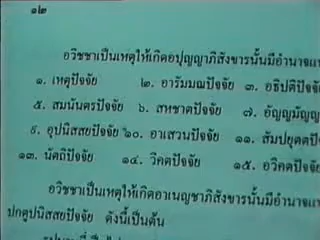 ๑๒
อวิชชาเป็นเหตุให้เกิดอปุญญาภิสังขารนั้นมีอำนาจแห่
๑. เหตุปัจจัย ๒. อารัมมณปัจจัย ๓. อธิปติปัจจัย
๕. สมนันตรปัจจัย ๖. สหชาตปัจจัย ๗. อัญญมัญญ
๙. อุปนิสสยปัจจัย ๑๐. อาเสวนปัจจัย ๑๑. สัมปยุตตปัจ
๑๓. นัตถิปัจจัย ๑๔. วิคตปัจจัย ๑๕. อวิคตปัจจัย
อวิชชาเป็นเหตุให้เกิดอาเนญชาภิสังขารนั้นมีอำนาจแ
ปกตูปนิสสยปัจจัย ดังนี้เป็นต้น